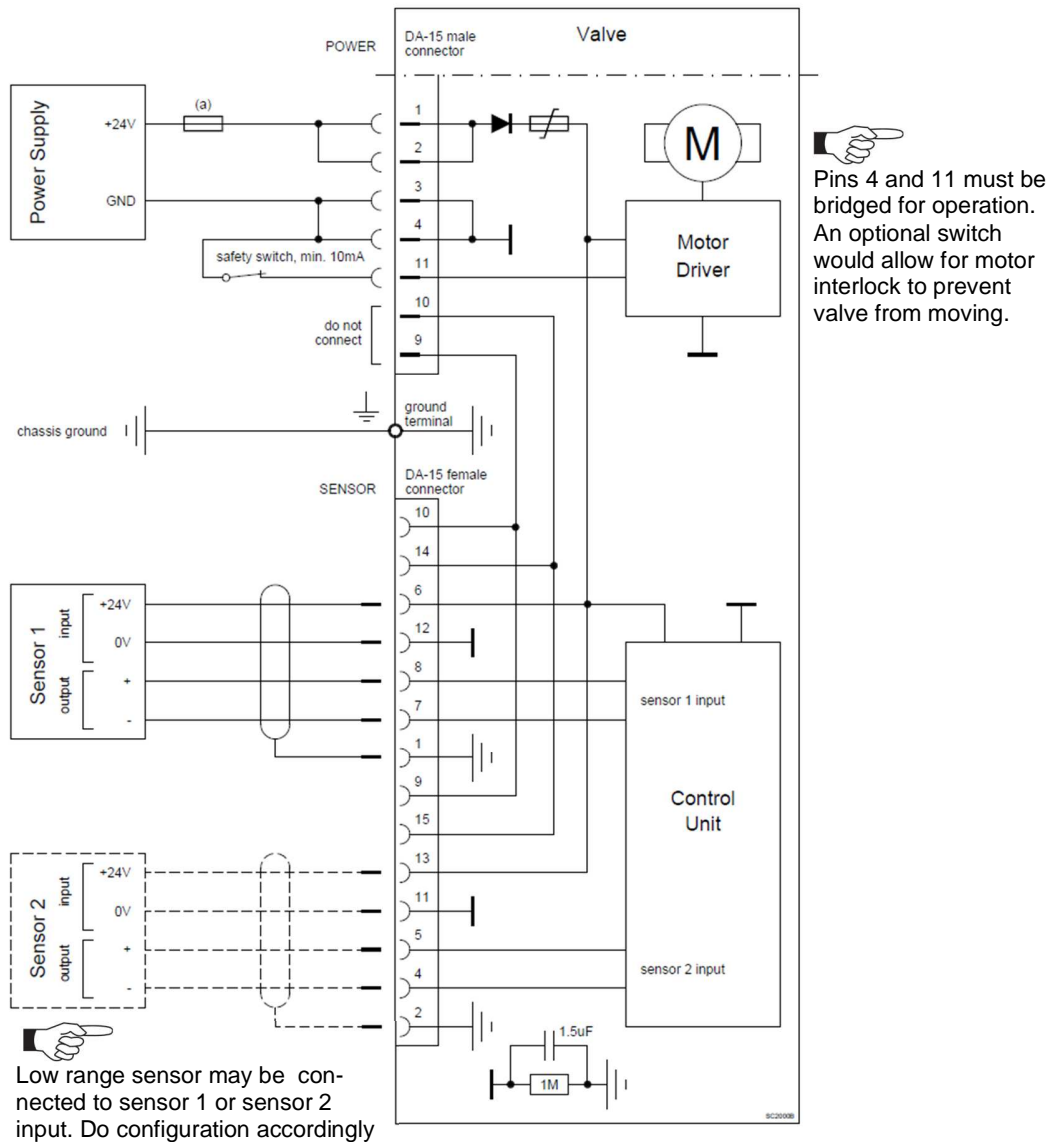 Valve
POWER
DA-15 male
connector
Power Supply
+24V
(a)
GND
safety switch, min. 10mA
do not
connect
1
2
3
4
11
10
9
M
Motor
Driver
Pins 4 and 11 must be
bridged for operation.
An optional switch
would allow for motor
interlock to prevent
valve from moving.
chassis ground
ground
terminal
SENSOR
DA-15 female
connector
10
14
6
12
8
7
1
9
15
13
11
5
4
2
Sensor 1
input
+24V
0V
output
+
-
sensor 1 input
Control
Unit
sensor 2 input
Sensor 2
input
+24V
0V
output
+
-
1.5uF
1M
SC2000B
Low range sensor may be con-
nected to sensor 1 or sensor 2
input. Do configuration accordingly